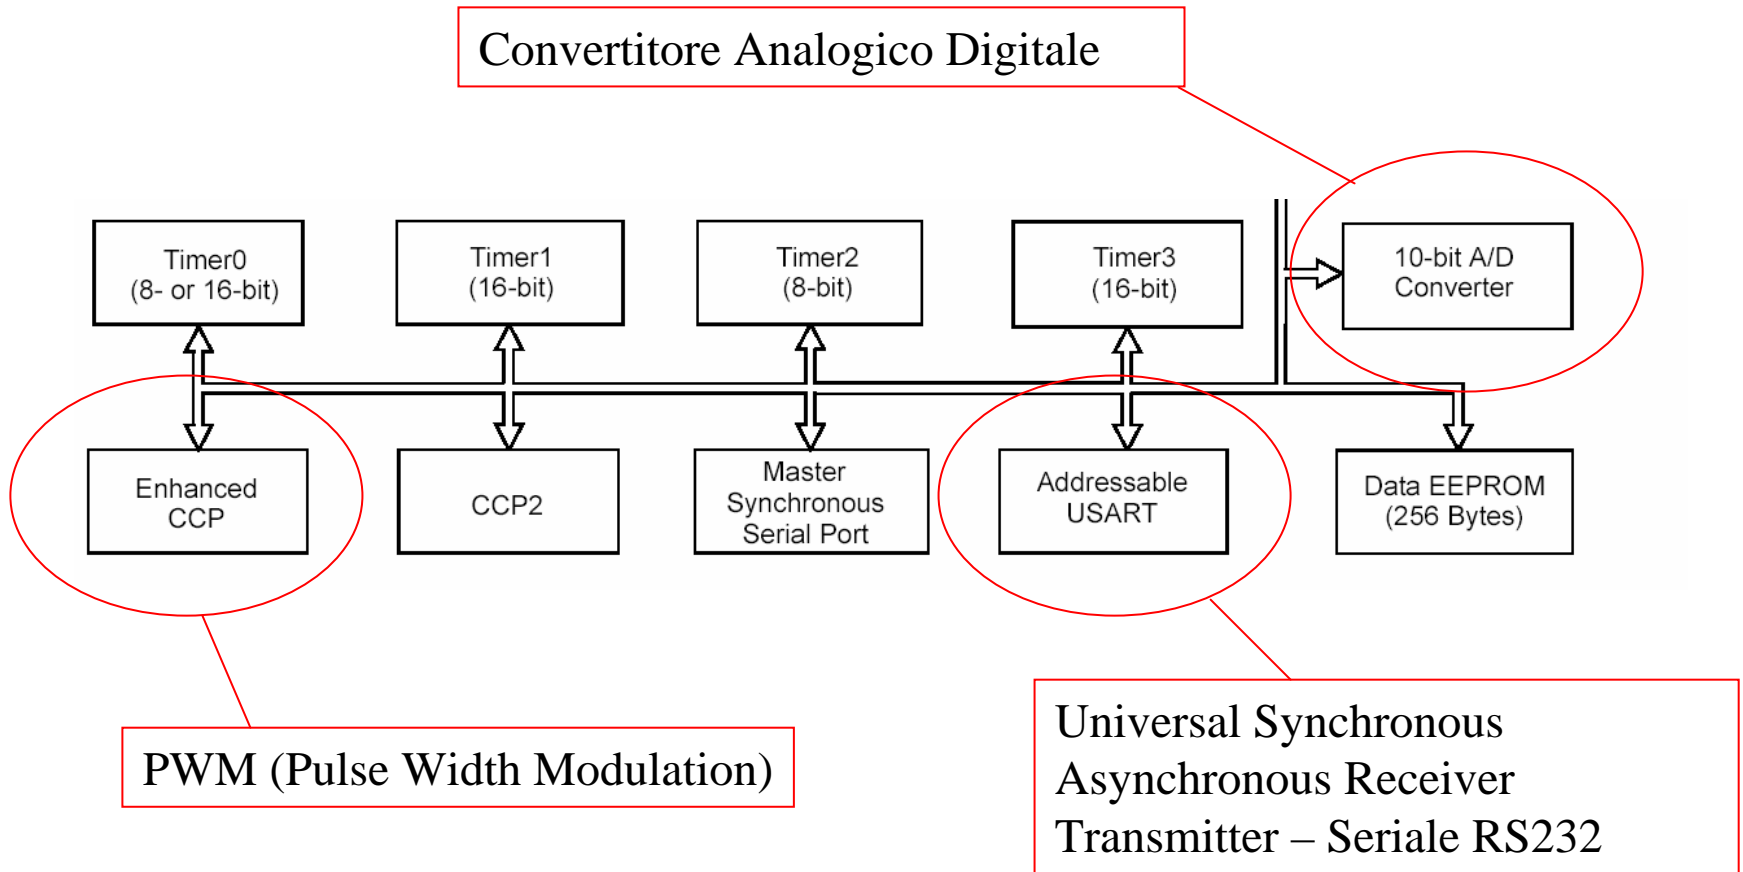 Convertitore Analogico Digitale
Timer0
(8- or 16-bit)
Timer1
(16-bit)
Timer2
(8-bit)
Timer3
(16-bit)
10-bit A/D
Converter
Enhanced
CCP
CCP2
Master
Synchronous
Serial Port
Addressable
USART
Data EEPROM
(256 Bytes)
PWM (Pulse Width Modulation)
Universal Synchronous
Asynchronous Receiver
Transmitter – Seriale RS232